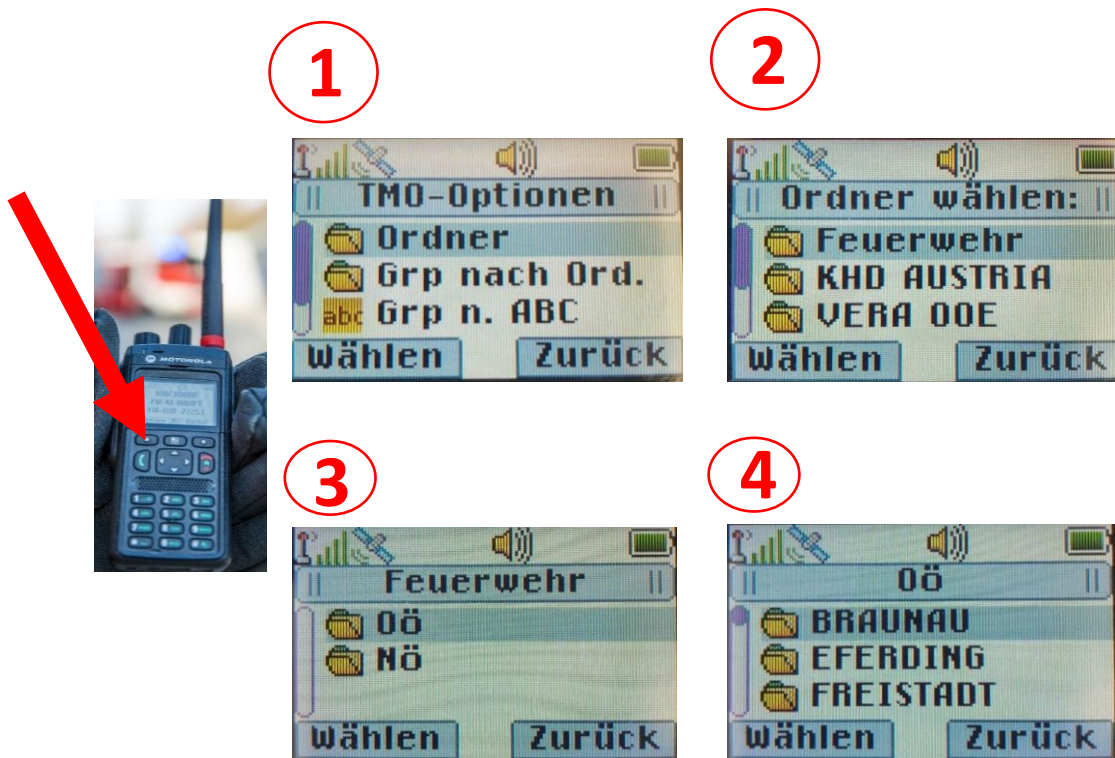 1
TMO-Optionen
Ordner
Grp nach Ord.
abc Grp n. ABC
Wählen Zurück
2
Ordner wählen:
Feuerwehr
KHD AUSTRIA
VERA OOE
Wählen Zurück
MOTOROLA
3
Feuerwehr
Oö
Nö
Wählen Zurück
4
Oö
BRAUNAU
EFERDING
FREISTADT
Wählen Zurück